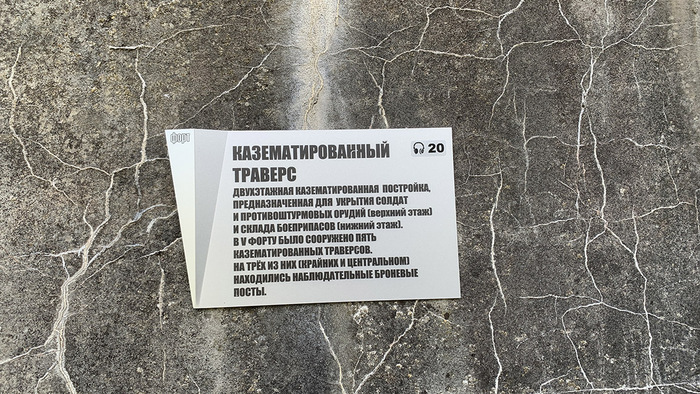 форт
КАЗЕМАТИРОВАННЫЙ
20
ТРАВЕРС
ДВУХЭТАЖНАЯ КАЗЕМАТИРОВАННАЯ ПОСТРОЙКА,
ПРЕДНАЗНАЧЕННАЯ ДЛЯ УКРЫТИЯ СОЛДАТ
И ПРОТИВОШТУРМОВЫХ ОРУДИЙ (верхний этаж)
И СКЛАДА БОЕПРИПАСОВ (нижний этаж).
В V ФОРТУ БЫЛО СООРУЖЕНО ПЯТЬ
КАЗЕМАТИРОВАННЫХ ТРАВЕРСОВ.
НА ТРЁХ ИЗ НИХ (КРАЙНИХ И ЦЕНТРАЛЬНОМ)
НАХОДИЛИСЬ НАБЛЮДАТЕЛЬНЫЕ БРОНЕВЫЕ
ПОСТЫ.